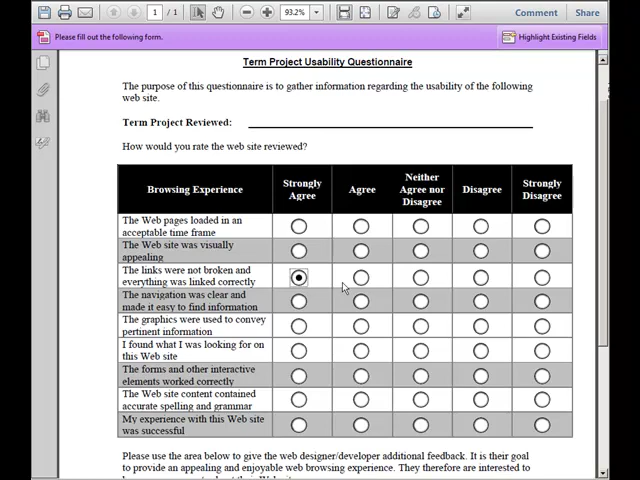 1 / 1
93.2%
Comment
Share
Please fill out the following form.
Highlight Existing Fields
Term Project Usability Questionnaire
The purpose of this questionnaire is to gather information regarding the usability of the following
web site.
Term Project Reviewed:
How would you rate the web site reviewed?
Browsing Experience
Strongly
Agree
Agree
Neither
Agree nor
Disagree
Disagree
Strongly
Disagree
The Web pages loaded in an
acceptable time frame
The Web site was visually
appealing
The links were not broken and
everything was linked correctly
The navigation was clear and
made it easy to find information
The graphics were used to convey
pertinent information
I found what I was looking for on
this Web site
The forms and other interactive
elements worked correctly
The Web site content contained
accurate spelling and grammar
My experience with this Web site
was successful
Please use the area below to give the web designer/developer additional feedback. It is their goal
to provide an appealing and enjoyable web browsing experience. They therefore are interested to